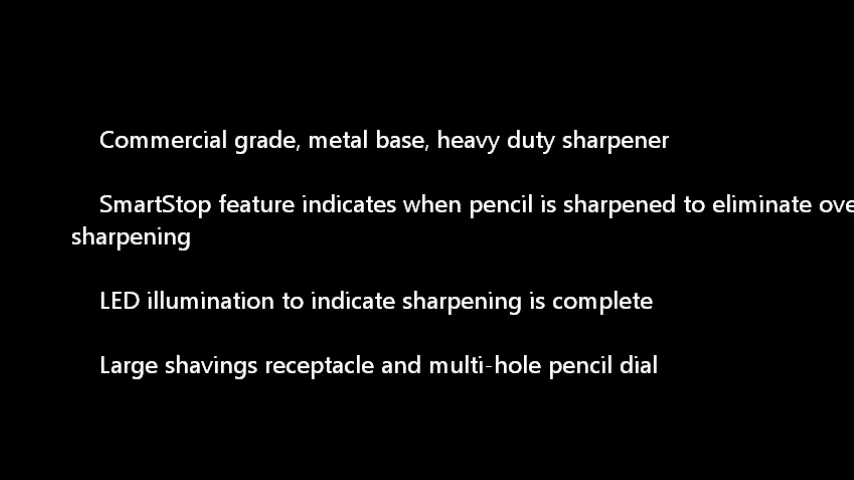 Commercial grade, metal base, heavy duty sharpener
SmartStop feature indicates when pencil is sharpened to eliminate ove
sharpening
LED illumination to indicate sharpening is complete
Large shavings receptacle and multi-hole pencil dial